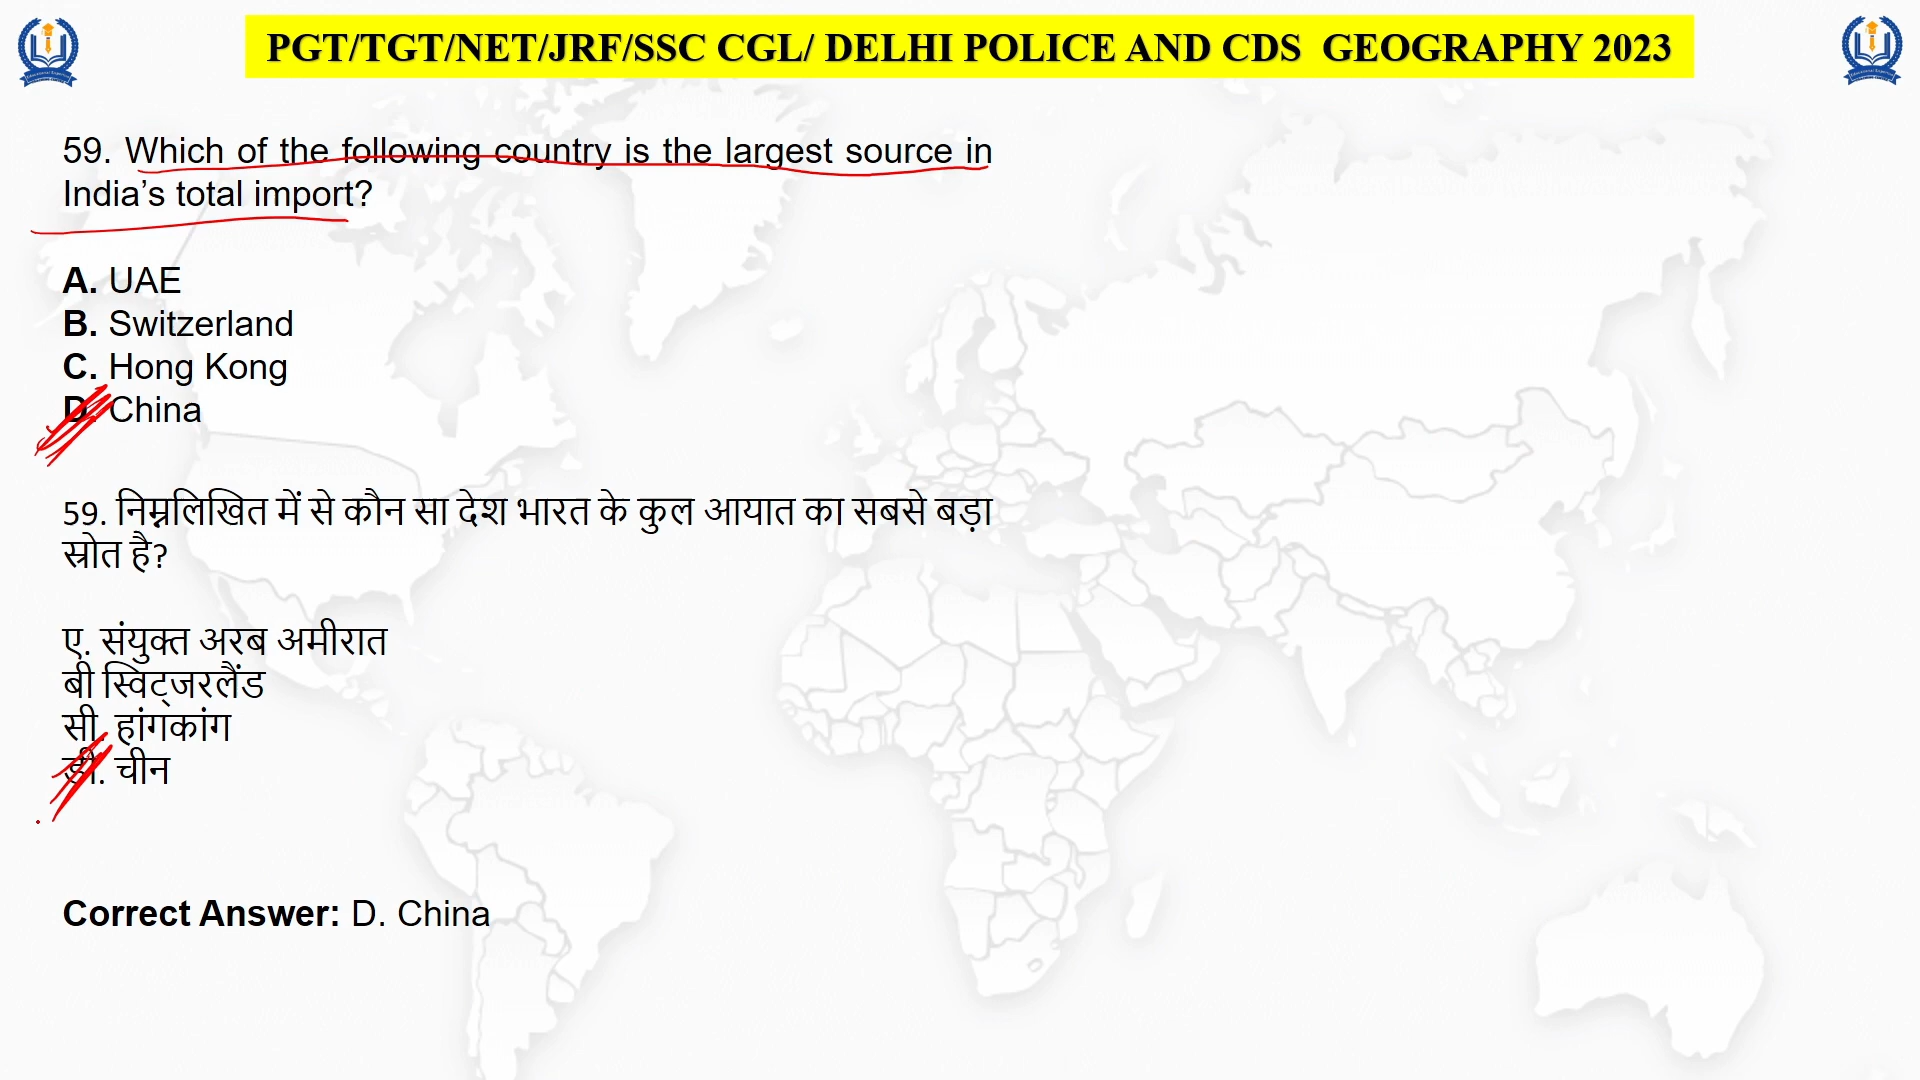 PGT/TGT/NET/JRF/SSC CGL/ DELHI POLICE AND CDS GEOGRAPHY 2023
59. Which of the following country is the largest source in
India’s total import?
A. UAE
B. Switzerland
C. Hong Kong
D. China
59. निम्नलिखित में से कौन सा देश भारत के कुल आयात का सबसे बड़ा
स्रोत है?
ए. संयुक्त अरब अमीरात
बी स्विट्जरलैंड
सी. हांगकांग
डी. चीन
Correct Answer: D. China